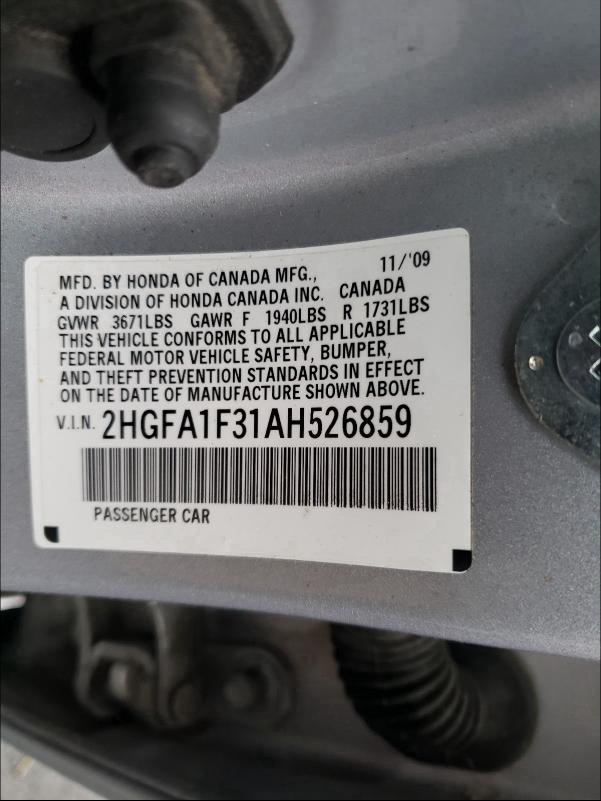 11/'09
MFD. BY HONDA OF CANADA MFG.,
A DIVISION OF HONDA CANADA INC. CANADA
GVWR 3671LBS GAWR F 1940LBS R 1731LBS
THIS VEHICLE CONFORMS TO ALL APPLICABLE
FEDERAL MOTOR VEHICLE SAFETY, BUMPER,
AND THEFT PREVENTION STANDARDS IN EFFECT
ON THE DATE OF MANUFACTURE SHOWN ABOVE.
V.I.N. 2HGFA1F31AH526859
PASSENGER CAR